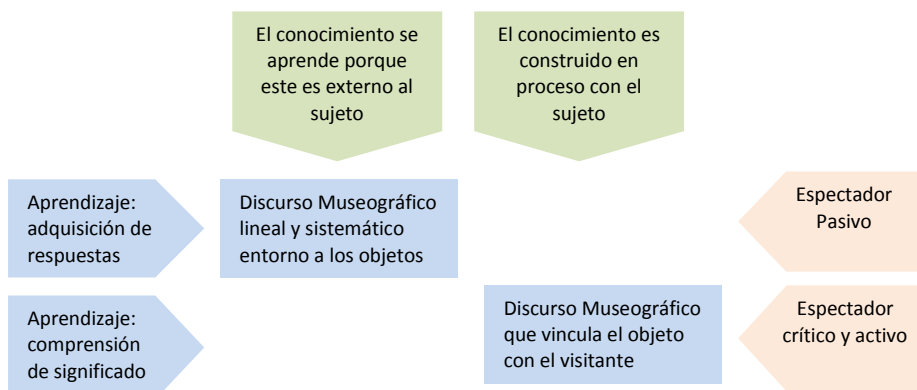 El conocimiento se
aprende porque
este es externo al
sujeto
El conocimiento es
construido en
proceso con el
sujeto
Aprendizaje:
adquisición de
respuestas
Discurso Museográfico
lineal y sistemático
entorno a los objetos
Espectador
Pasivo
Aprendizaje:
comprensión
de significado
Discurso Museográfico
que vincula el objeto
con el visitante
Espectador
crítico y activo